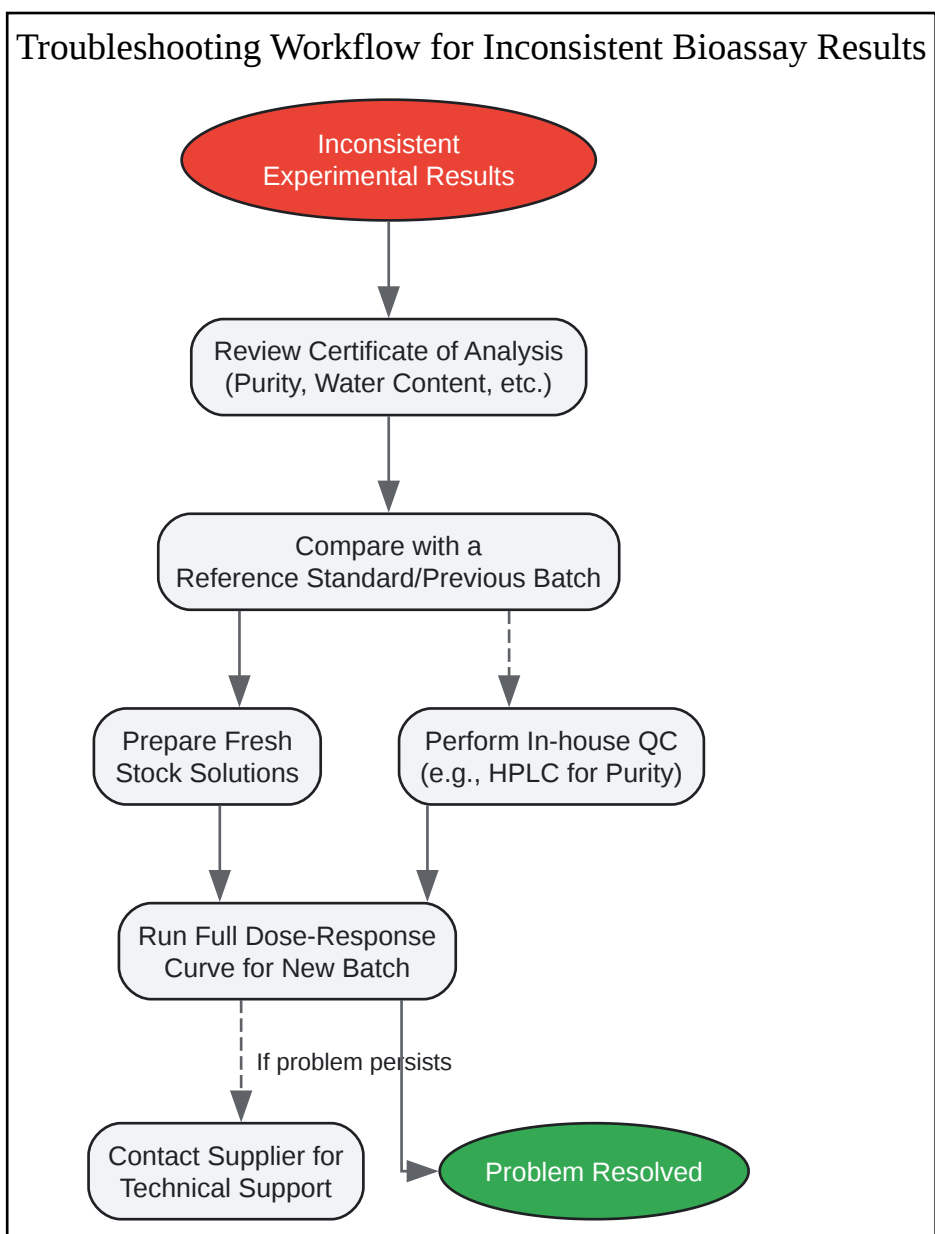 Troubleshooting Workflow for Inconsistent Bioassay Results
Inconsistent
Experimental Results
Review Certificate of Analysis
(Purity, Water Content, etc.)
Compare with a
Reference Standard/Previous Batch
Prepare Fresh
Stock Solutions
Perform In-house QC
(e.g., HPLC for Purity)
Run Full Dose-Response
Curve for New Batch
If problem persists
Contact Supplier for
Technical Support
Problem Resolved